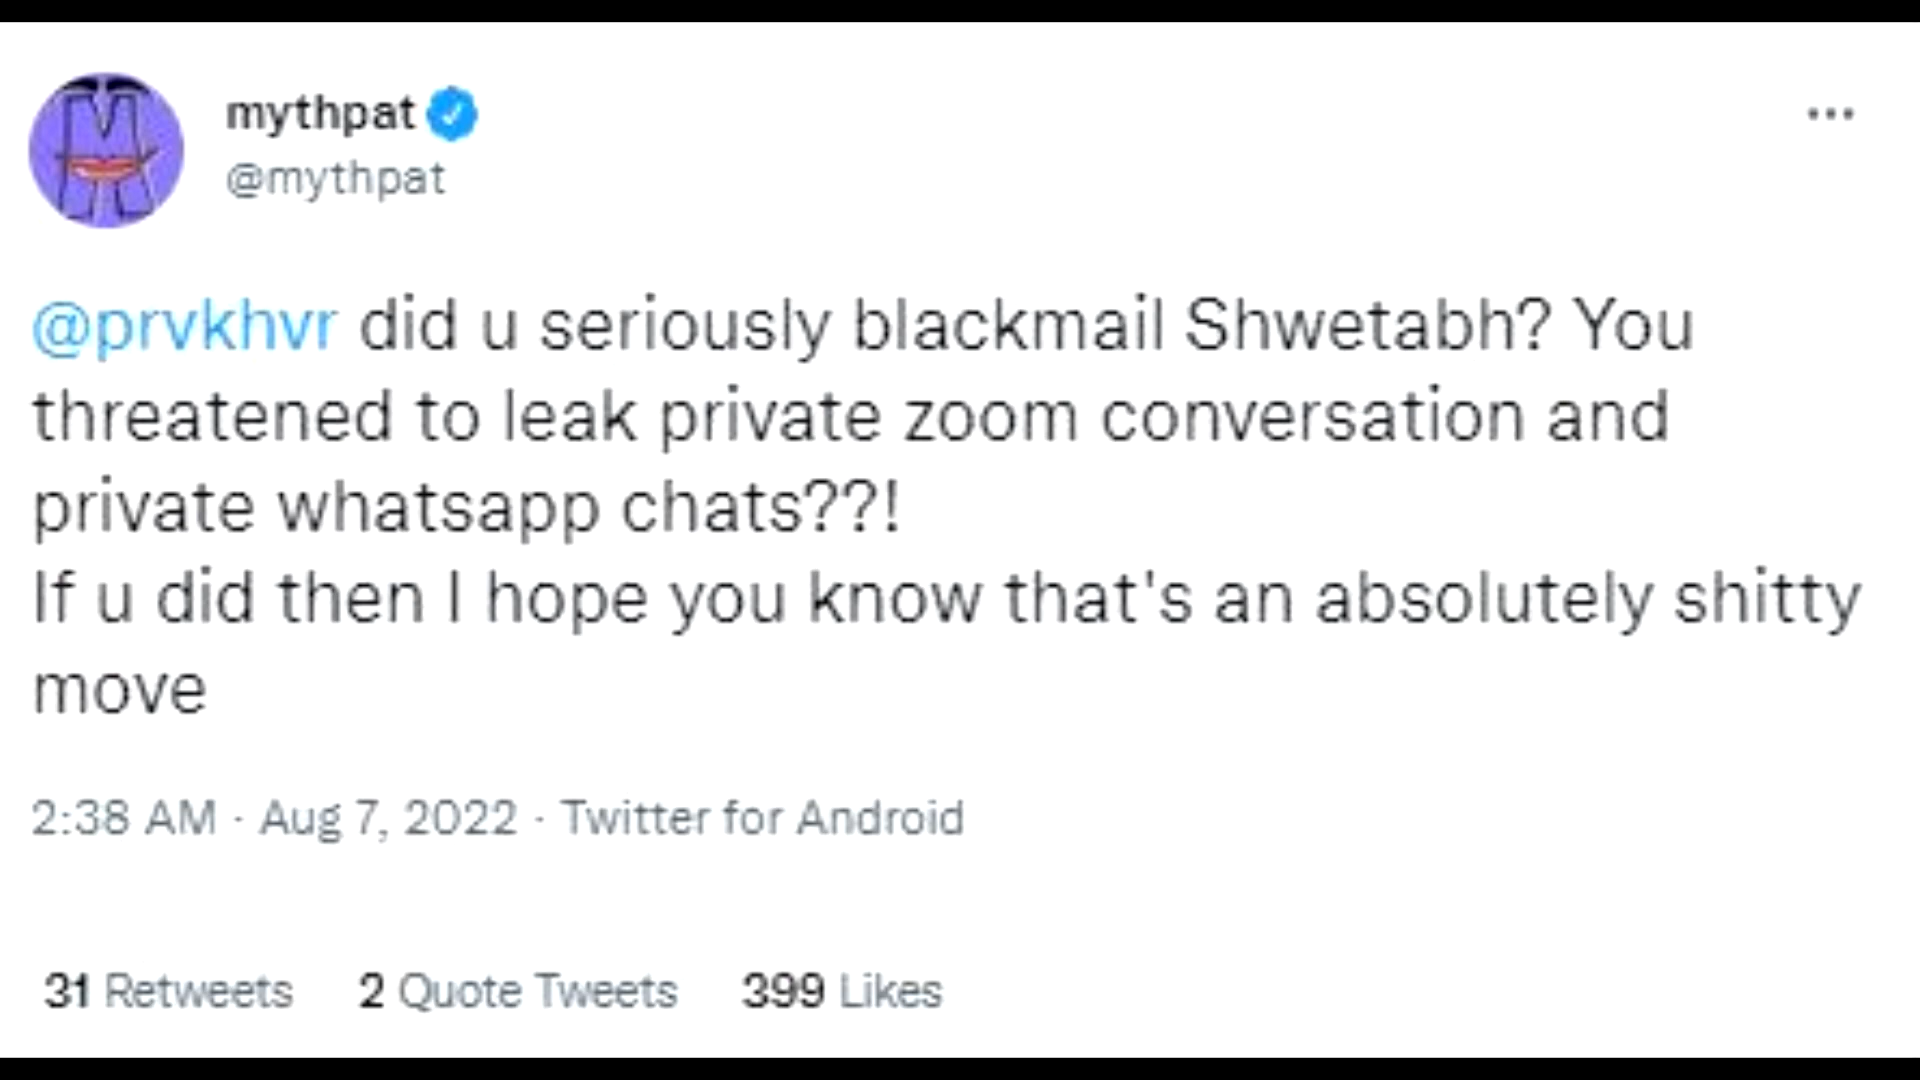 mythpat
@mythpat
@prvkhvr did u seriously blackmail Shwetabh? You
threatened to leak private zoom conversation and
private whatsapp chats??!
If u did then I hope you know that's an absolutely shitty
move
2:38 AM · Aug 7, 2022 · Twitter for Android
31 Retweets 2 Quote Tweets 399 Likes